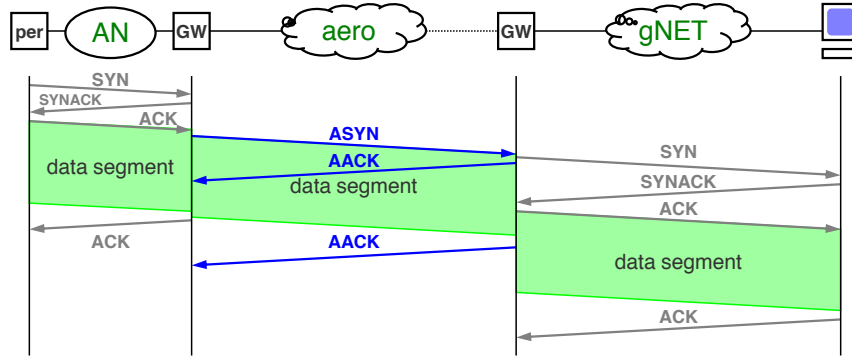 per
AN
GW
aero
GW
gNET
SYN
SYNACK
ACK
ASYN
AACK
SYN
SYNACK
data segment
data segment
ACK
ACK
AACK
data segment
ACK